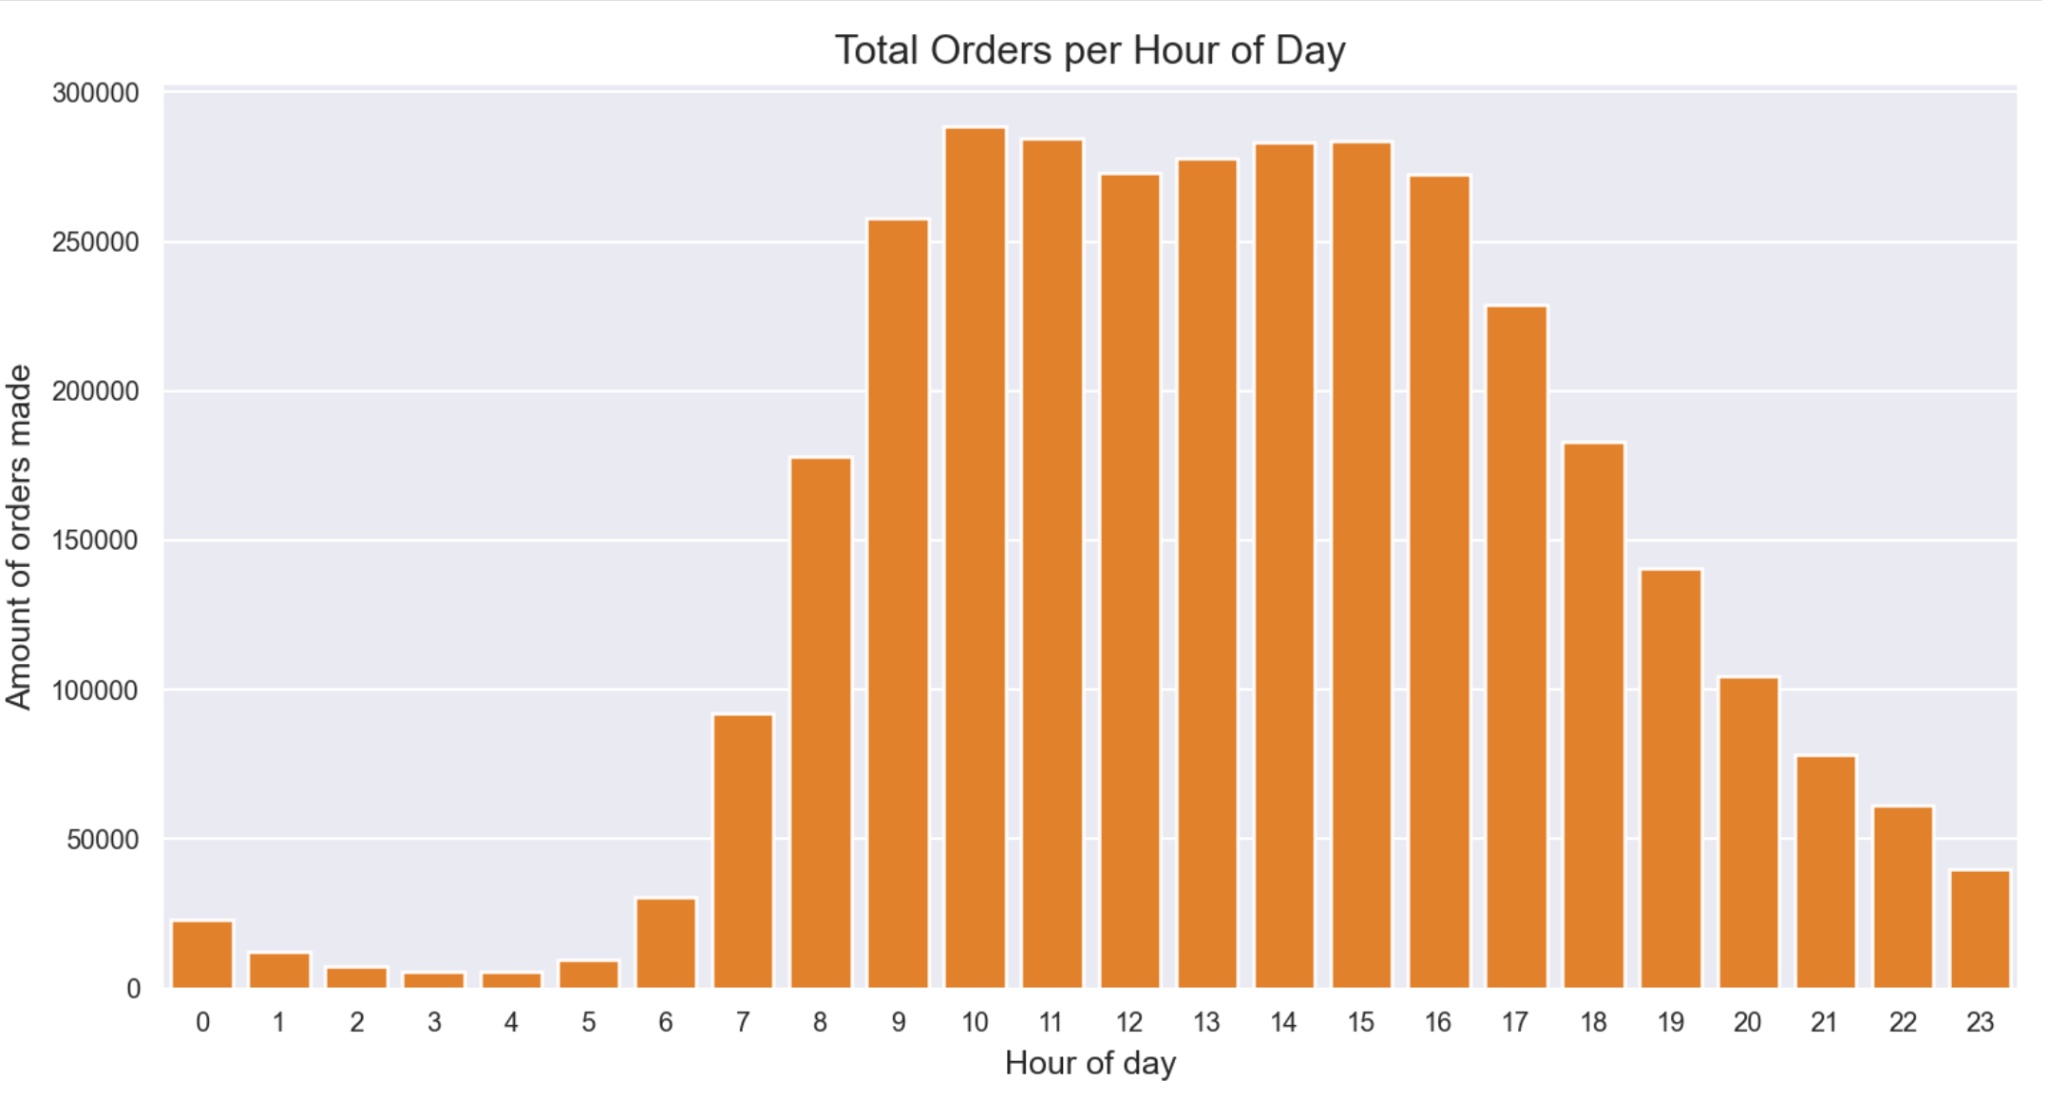 Total Orders per Hour of Day
300000
250000
200000
150000
100000
50000
0
Amount of orders made
0 1 2 3 4 5 6 7 8 9 10 11 12 13 14 15 16 17 18 19 20 21 22 23
Hour of day